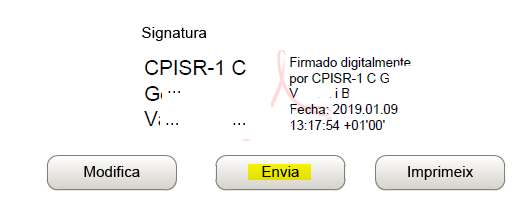 Signatura
CPISR-1 C
G
V ... ...
Firmado digitalmente
por CPISR-1 C G
V i B
Fecha: 2019.01.09
13:17:54 +01'00'
Modifica
Envia
Imprimeix